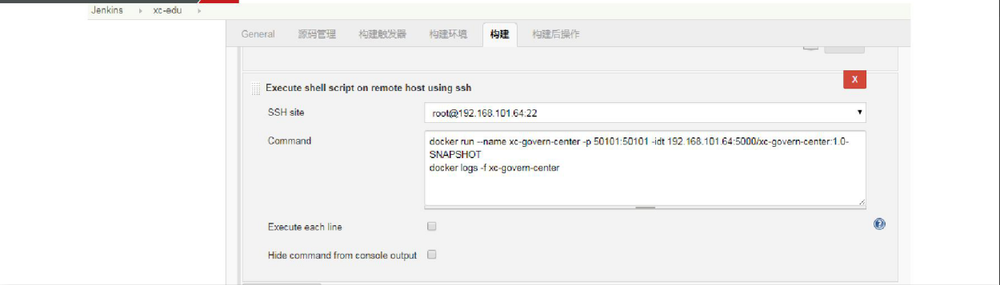 Jenkins xc-edu
General 源码管理 构建触发器 构建环境 构建 构建后操作
Execute shell script on remote host using ssh
X
SSH site
root@192.168.101.64:22
Command
docker run --name xc-govern-center -p 50101:50101 -idt 192.168.101.64:5000/xc-govern-center:1.0-
SNAPSHOT
docker logs -f xc-govern-center
Execute each line
Hide command from console output